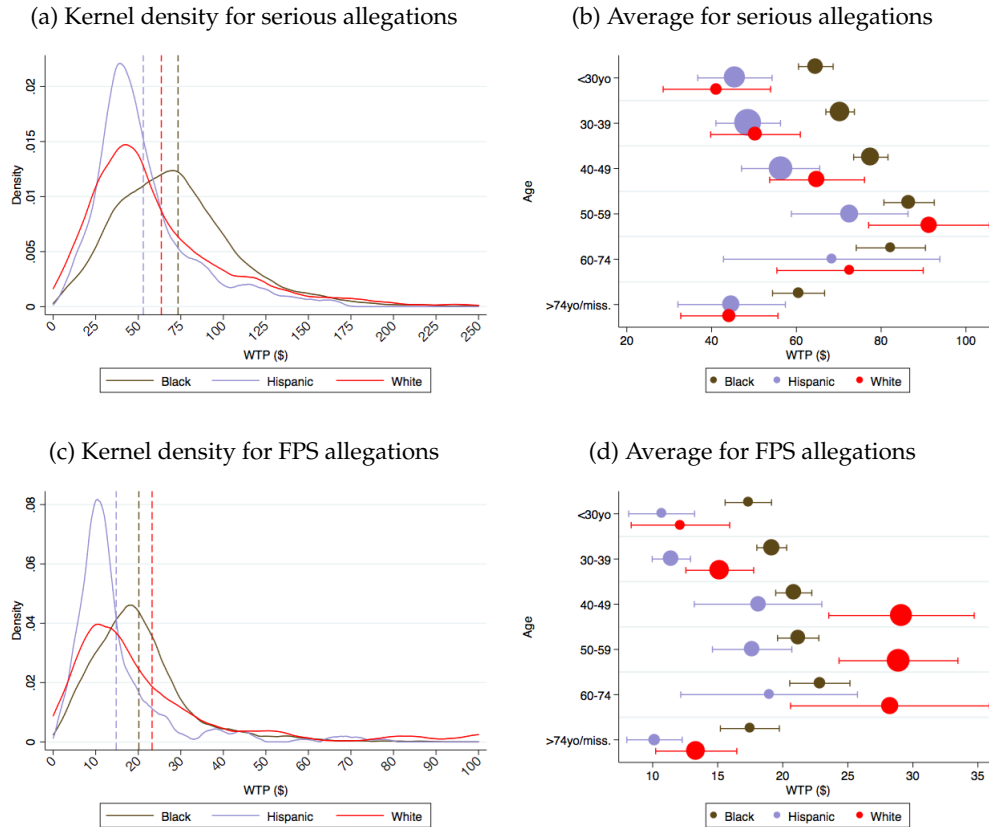 (a) Kernel density for serious allegations
.02
.015
.01
.005
0
Density
0 25 50 75 100 125 150 175 200 225 250
WTP ($)
Black Hispanic White
(b) Average for serious allegations
<30yo
30-39
40-49
50-59
60-74
>74yo/miss.
Age
20 40 60 80 100
WTP ($)
Black Hispanic White
(c) Kernel density for FPS allegations
.08
.06
.04
.02
0
Density
0 10 20 30 40 50 60 70 80 90 100
WTP ($)
Black Hispanic White
(d) Average for FPS allegations
<30yo
30-39
40-49
50-59
60-74
>74yo/miss.
Age
10 15 20 25 30 35
WTP ($)
Black Hispanic White